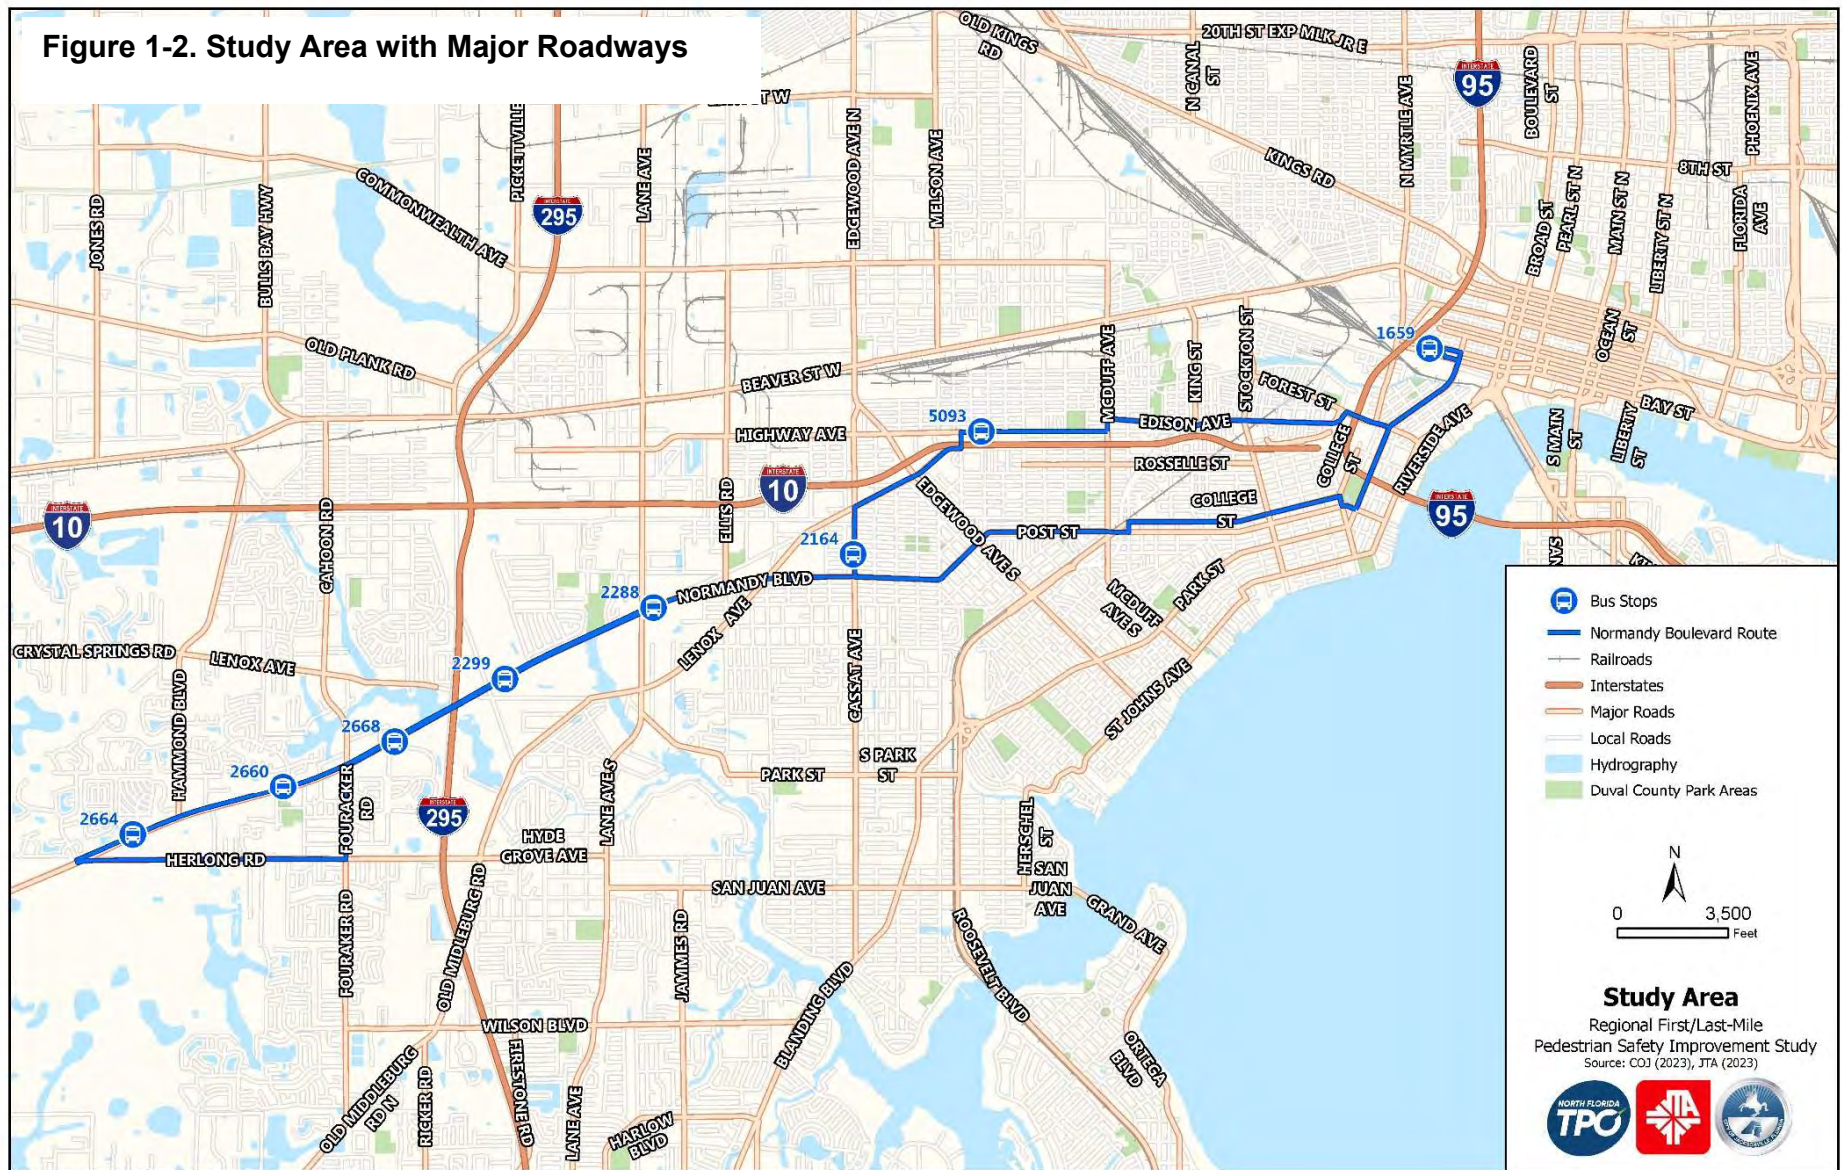 Figure 1-2. Study Area with Major Roadways
OLD KINGS
RD
20TH ST EXP MLK JR E
N CANAL
ST
N MYRTLE AVE
INTERSTATE
95
BOULEVARD
ST
PHOENIX AVE
T W
PICKETTVILLE
LANE AVE
EDGEWOOD AVE N
MELSON AVE
KINGS RD
8TH ST
JONES RD
BULLS BAY HWY
COMMONWEALTH AVE
INTERSTATE
295
BROAD ST
PEARL ST N
MAIN ST N
LIBERTY ST N
FLORIDA
AVE
OLD PLANK RD
BEAVER ST W
MCDUFF AVE
KING ST
STOCKTON ST
FOREST ST
1659
OCEAN
ST
BAY ST
5093
HIGHWAY AVE
EDISON AVE
ROSSELLE ST
COLLEGE
ST
RIVERSIDE AVE
S MAIN
ST
LIBERTY
ST
INTERSTATE
10
INTERSTATE
10
CAHOON RD
ELLIS RD
EDGEWOOD AVE S
COLLEGE
ST
INTERSTATE
95
2164
POST ST
2288
NORMANDY BLVD
LENOX AVE
MCDUFF
AVE S
PARK ST
CRYSTAL SPRINGS RD
LENOX AVE
2299
HAMMOND BLVD
CASSAT AVE
ST JOHNS AVE
2668
2660
FOURACKER
RD
PARK ST
S PARK
ST
2664
HERLONG RD
INTERSTATE
295
HYDE
GROVE AVE
LANE AVE S
HERSCHEL
ST
SAN JUAN AVE
SAN
JUAN
AVE
GRAND AVE
FOURAKER RD
OLD MIDDLEBURG RD
JAMMES RD
ROOSEVELT BLVD
BLANDING BLVD
WILSON BLVD
ORTEGA
BLVD
OLD MIDDLEBURG
RD N
RICKER RD
FIRESTONE RD
LANE AVE
HARLOW
BLVD
SAN
Bus Stops
Normandy Boulevard Route
Railroads
Interstates
Major Roads
Local Roads
Hydrography
Duval County Park Areas
N
0 3,500
Feet
Study Area
Regional First/Last-Mile
Pedestrian Safety Improvement Study
Source: COJ (2023), JTA (2023)
NORTH FLORIDA
TPO
JTA